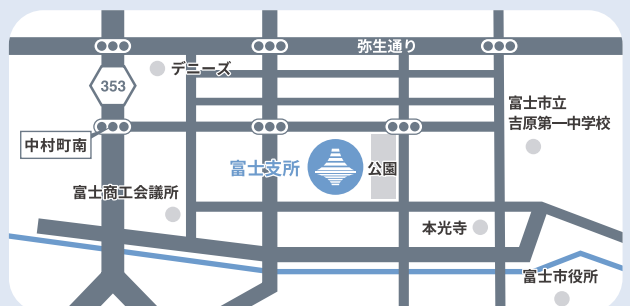 弥生通り
デニーズ
353
富士市立
吉原第一中学校
中村町南
富士支所
公園
富士商工会議所
本光寺
富士市役所